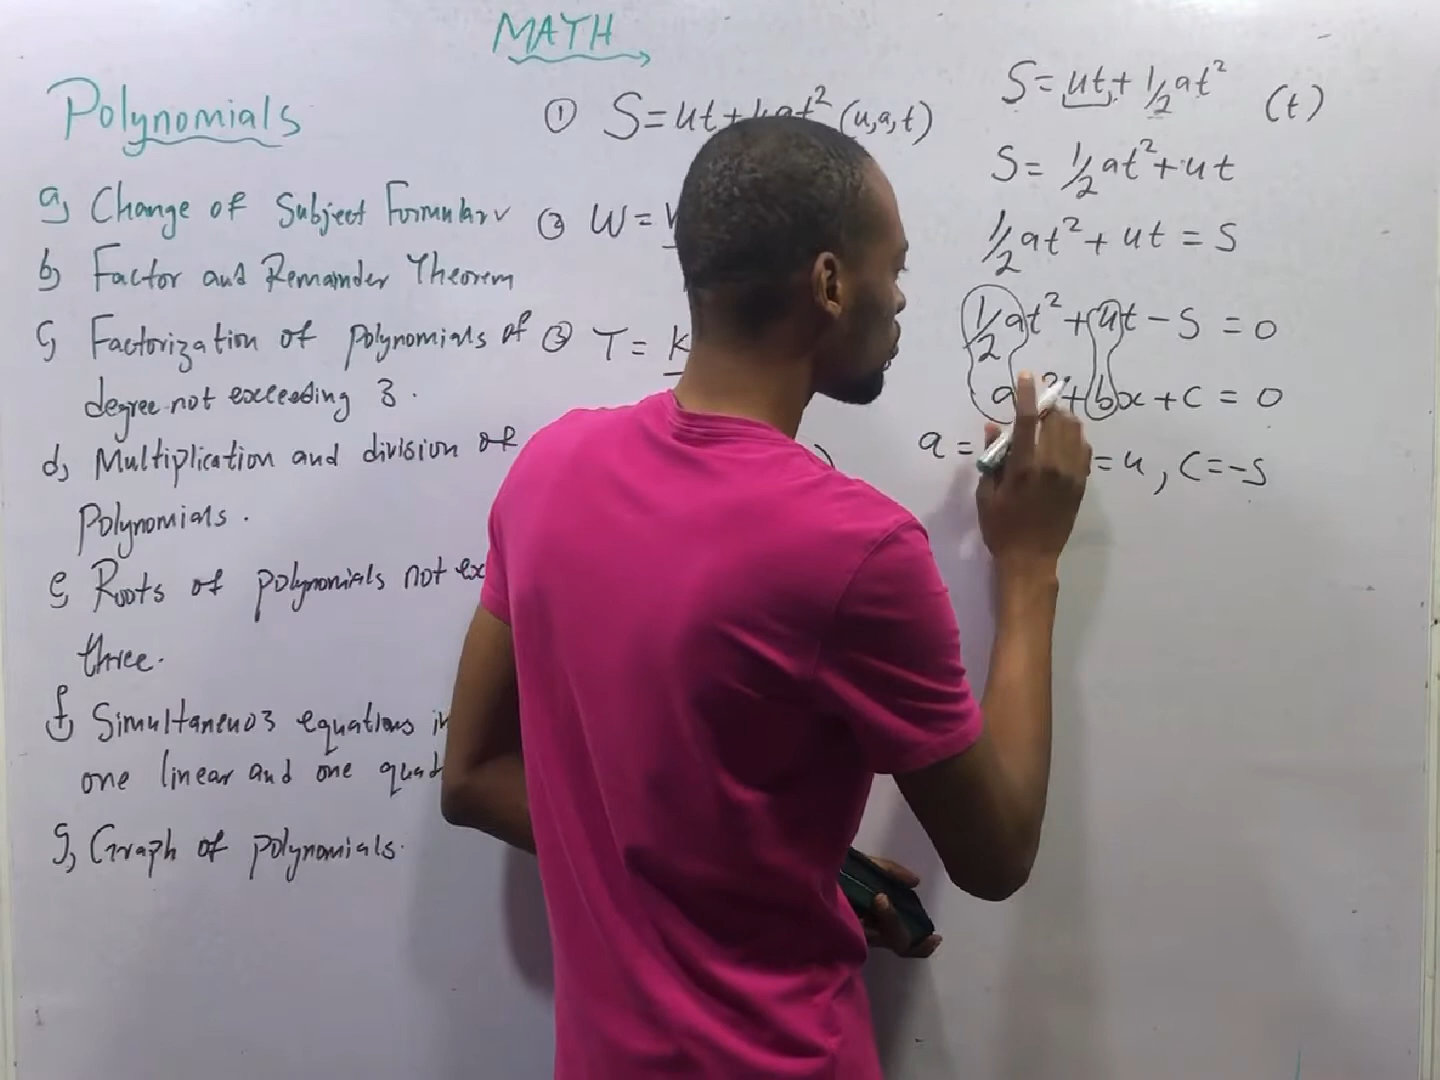 MATH
Polynomials
a, Change of Subject Formular
b, Factor and Remainder Theorem
c, Factorization of Polynomials of
degree not exceeding 3.
d, Multiplication and division of
Polynomials.
e, Roots of polynomials not
three.
f, Simultaneuos equations
one linear and one
g, Graph of polynomials.
① S=ut+½at² (u,a,t)
② W=
③ T= K
S=ut+½at² (t)
S=½at²+ut
½at²+ut=S
½at²+ut-S=0
+bx+c=0
a= =u, c=-s